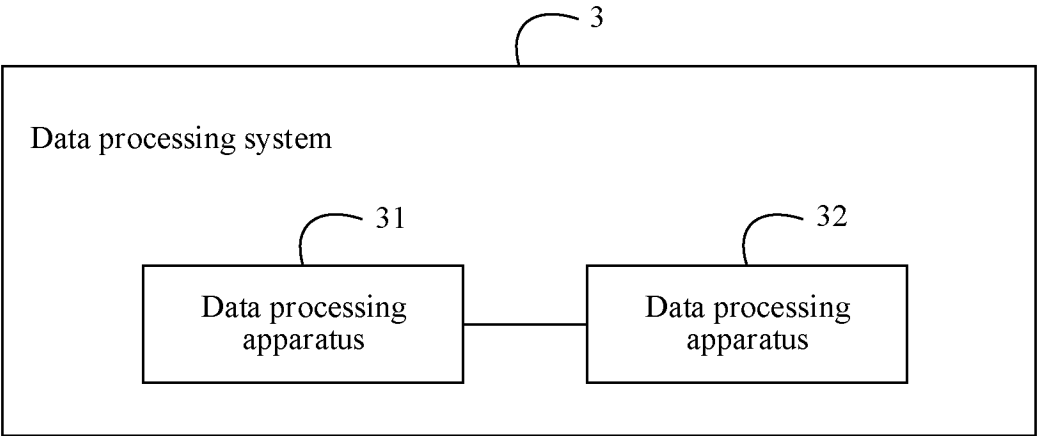 3
Data processing system
31
32
Data processing
apparatus
Data processing
apparatus